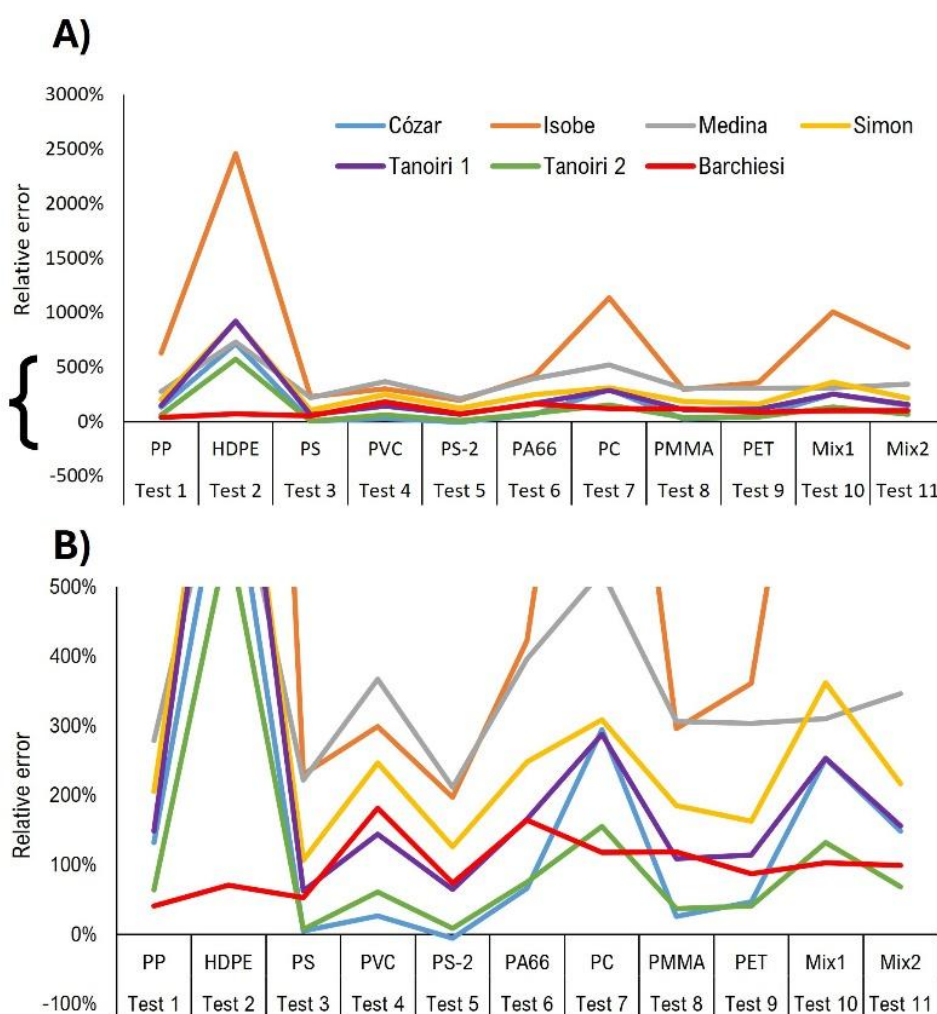 A)
3000%
2500%
2000%
1500%
1000%
500%
0%
-500%
Relative error
Cózar Isobe Medina Simon
Tanoiri 1 Tanoiri 2 Barchiesi
{
PP HDPE PS PVC PS-2 PA66 PC PMMA PET Mix1 Mix2
Test 1 Test 2 Test 3 Test 4 Test 5 Test 6 Test 7 Test 8 Test 9 Test 10 Test 11
B)
500%
400%
300%
200%
100%
0%
-100%
Relative error
PP HDPE PS PVC PS-2 PA66 PC PMMA PET Mix1 Mix2
Test 1 Test 2 Test 3 Test 4 Test 5 Test 6 Test 7 Test 8 Test 9 Test 10 Test 11